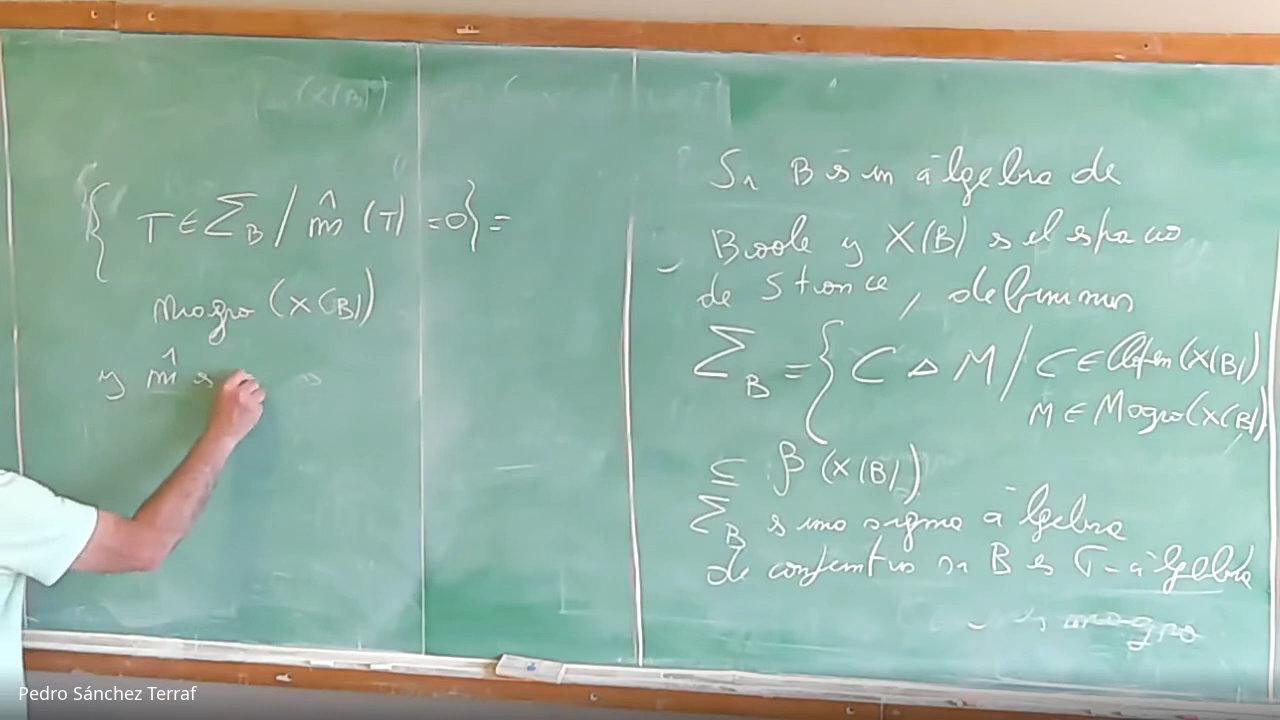 { T ∈ Σ_B / m̂ (T) = 0 } =
Magro (X(B))
y m̂ es
Si B es un álgebra de
Boole y X(B) es el espacio
de Stone, definimos
Σ_B = { C △ M / C ∈ Clopen(X(B))
M ∈ Magro(X(B))
⊆ β (X(B)).
Σ_B es una sigma álgebra
de conjuntos si B es σ-álgebra
magro
(X(B))
Pedro Sánchez Terraf